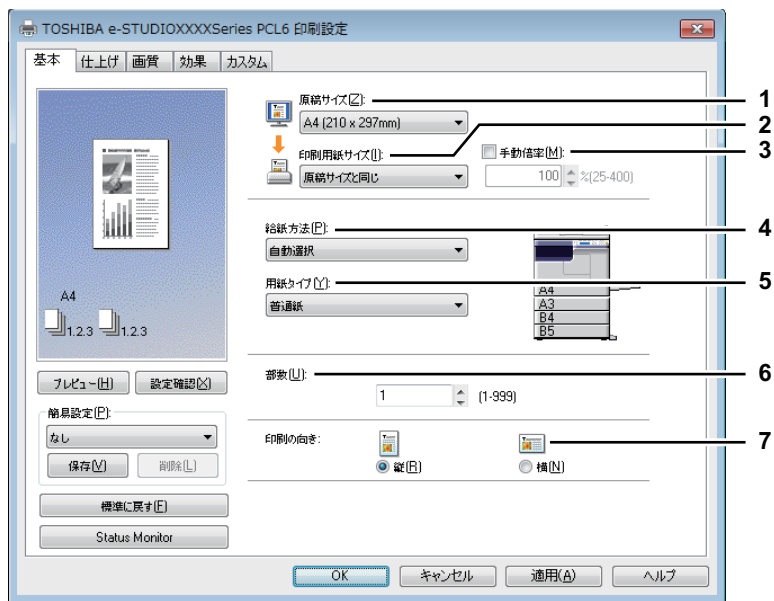 TOSHIBA e-STUDIOXXXXSeries PCL6 印刷設定
基本 仕上げ 画質 効果 カスタム
原稿サイズ(Z): 1
A4 (210 x 297mm)
2
印刷用紙サイズ(I): 手動倍率(M): 3
原稿サイズと同じ 100 %(25-400)
給紙方法(P): 4
自動選択
用紙タイプ(Y): 5
普通紙
A4
A3
B4
B5
A4
1.2.3 1.2.3
プレビュー(H) 設定確認(X)
簡易設定(P):
なし
保存(V) 削除(L)
標準に戻す(F)
Status Monitor
部数(U): 6
1 (1-999)
印刷の向き: 7
縦(R) 横(N)
OK キャンセル 適用(A) ヘルプ